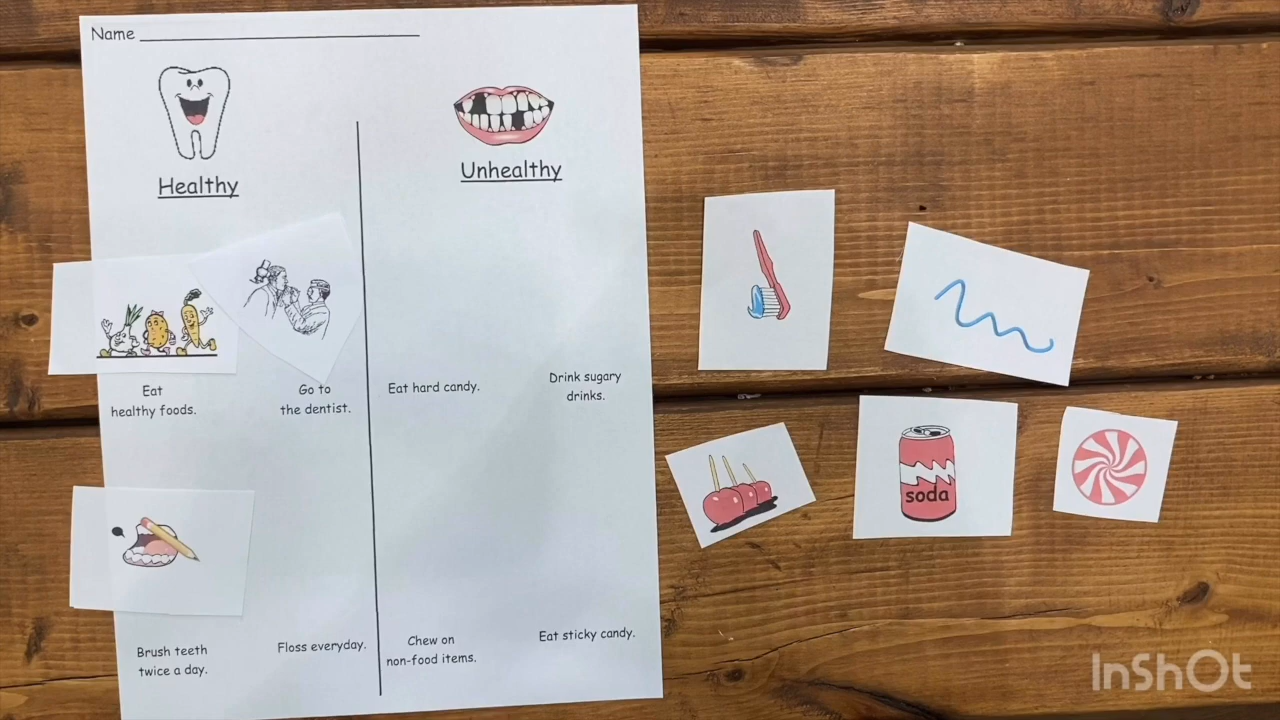 Name
Healthy
Unhealthy
Eat
healthy foods.
Go to
the dentist.
Eat hard candy.
Drink sugary
drinks.
soda
Brush teeth
twice a day.
Floss everyday.
Chew on
non-food items.
Eat sticky candy.
InShOt